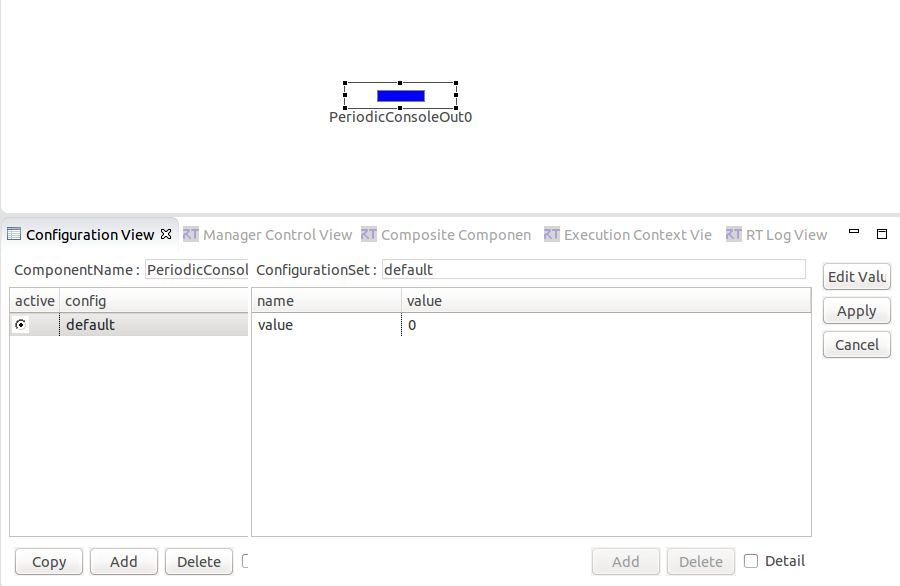 PeriodicConsoleOut0
Configuration View RT Manager Control View RT Composite Componen RT Execution Context Vie RT RT Log View
ComponentName : PeriodicConsol ConfigurationSet : default Edit Valu
active config name value
default value 0
Apply
Cancel
Copy Add Delete Add Delete Detail